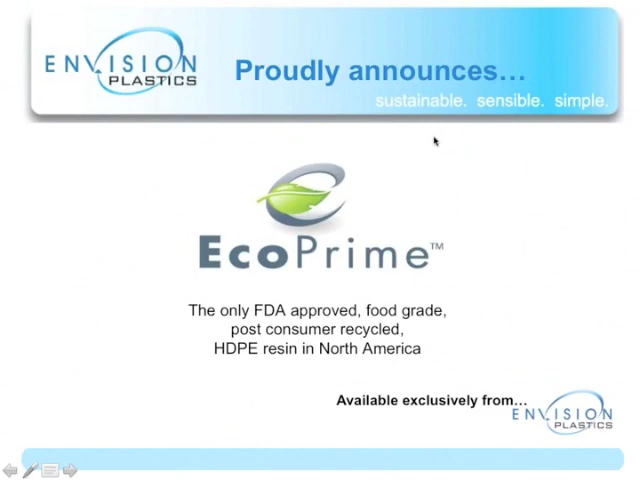 ENVISION
PLASTICS
Proudly announces...
sustainable. sensible. simple.
EcoPrime™
The only FDA approved, food grade,
post consumer recycled,
HDPE resin in North America
Available exclusively from...
ENVISION
PLASTICS